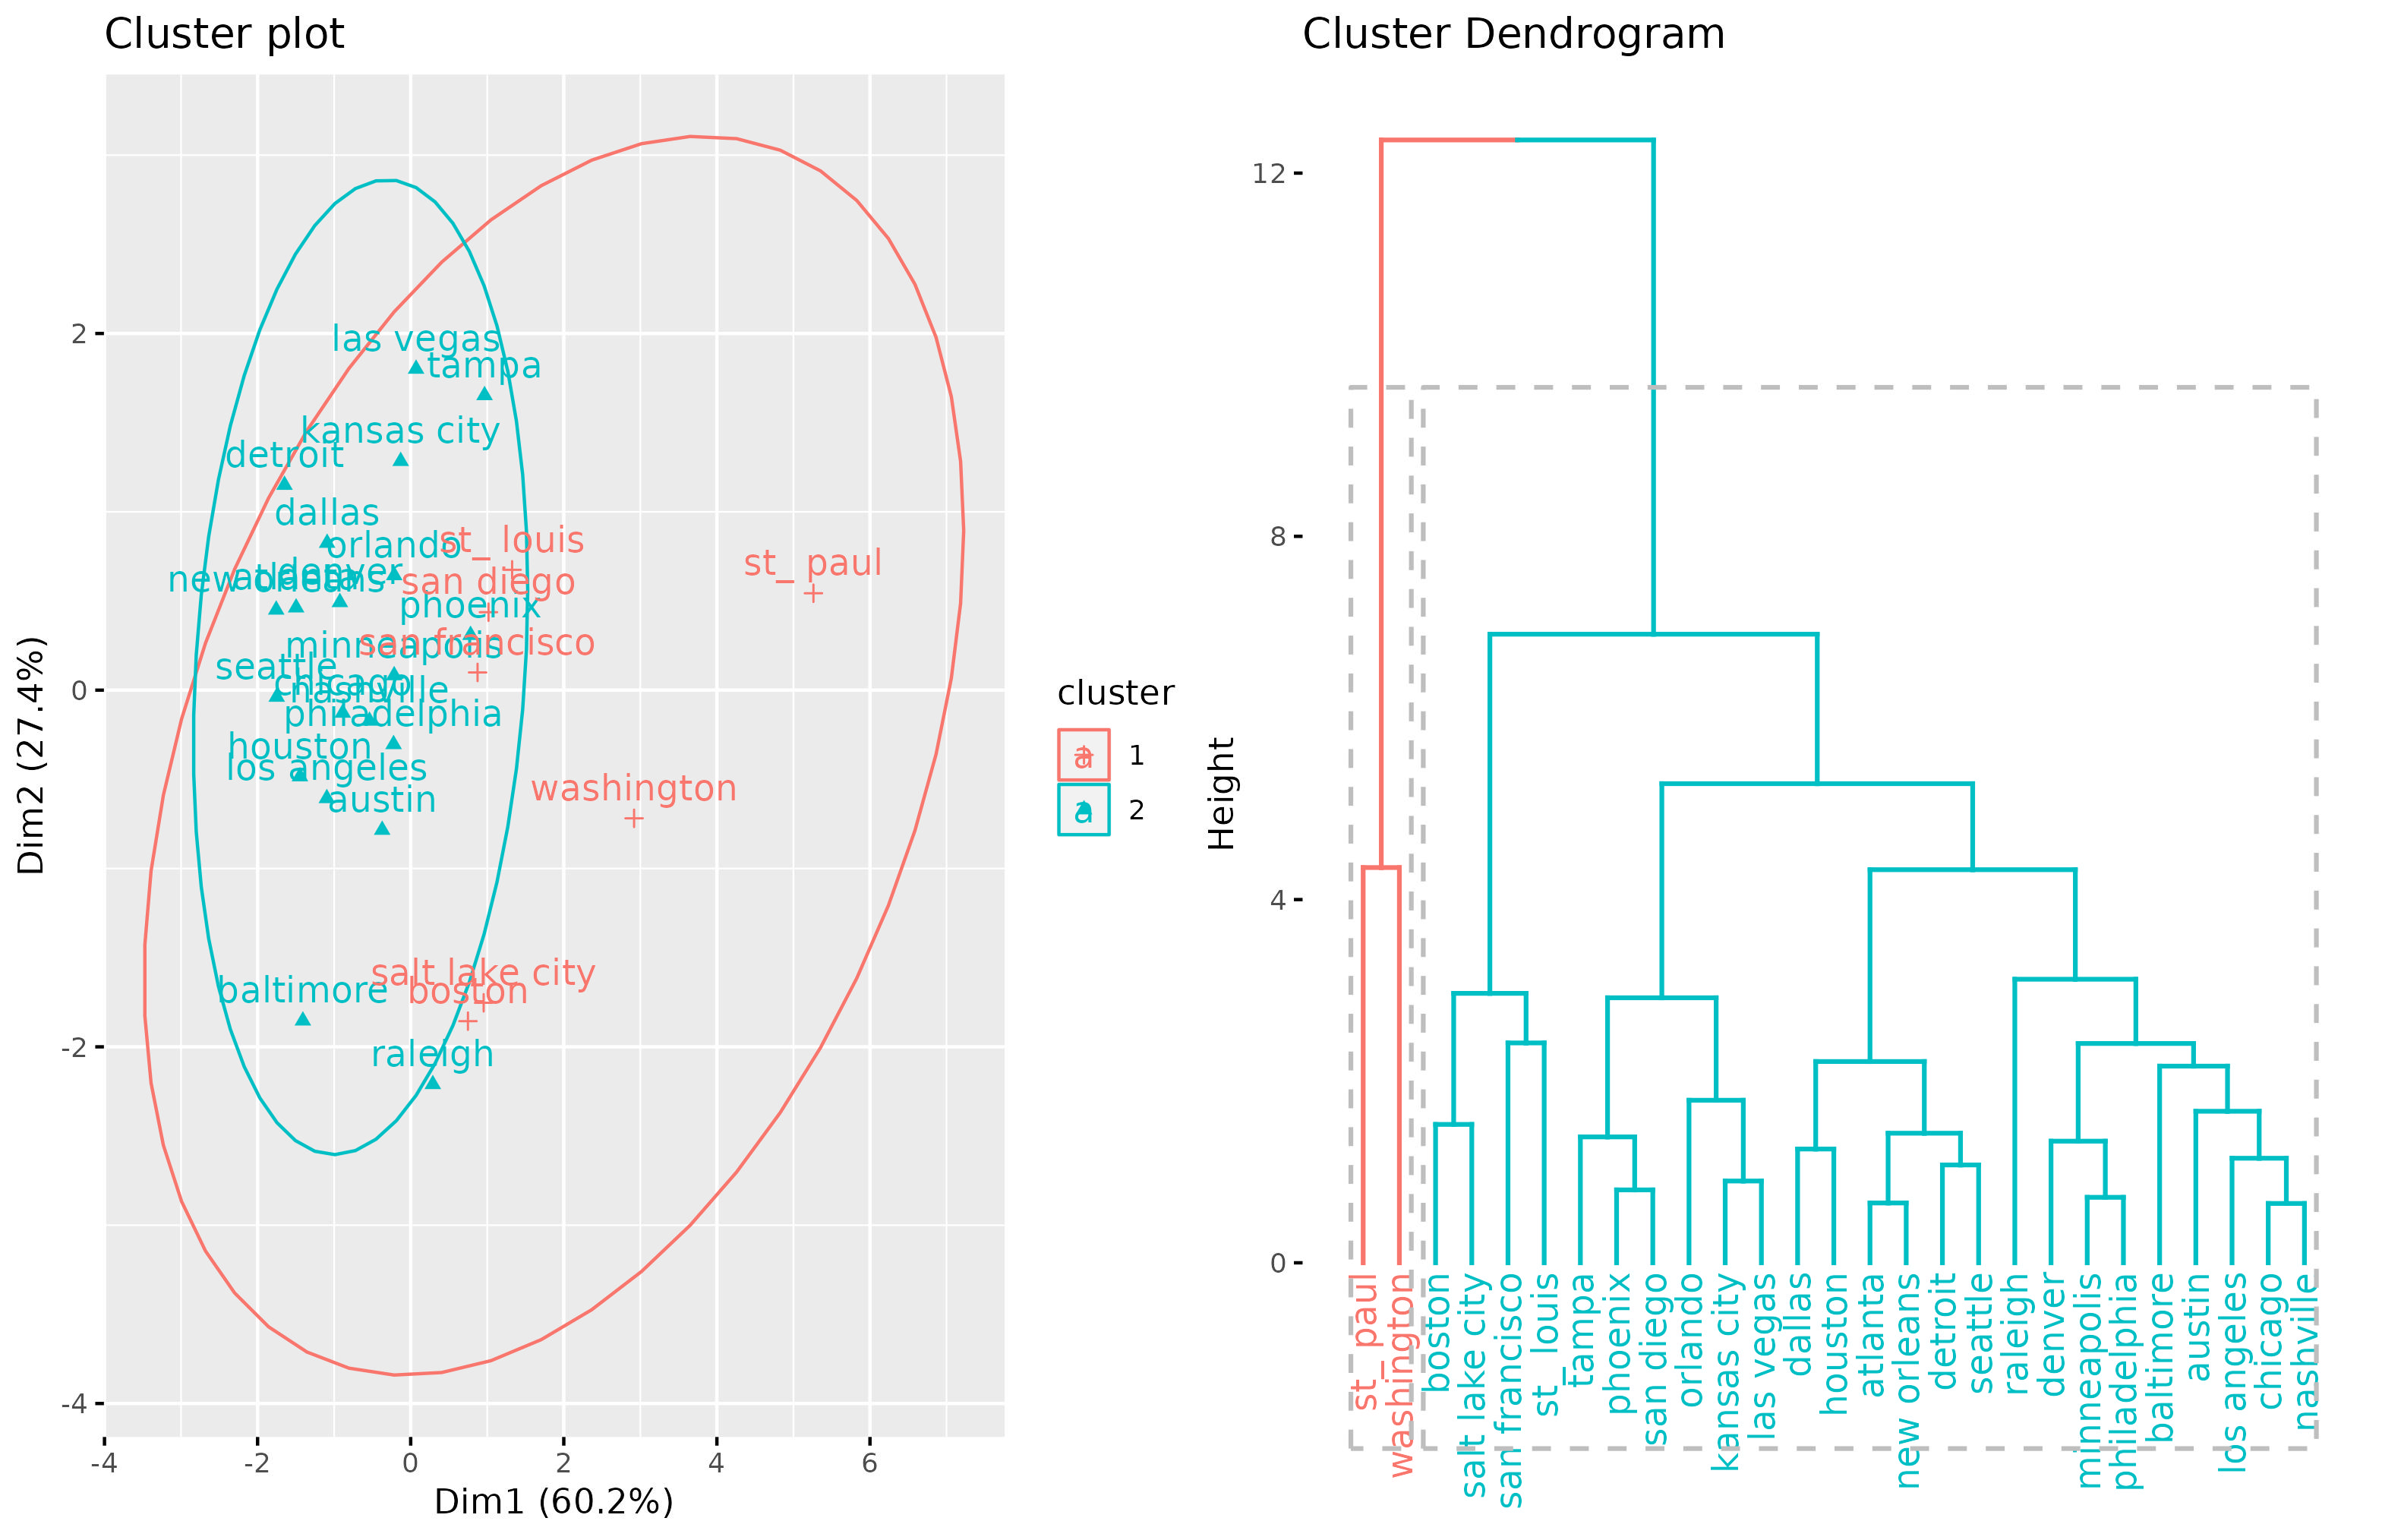 Cluster plot
las vegas
tampa
kansas city
detroit
dallas
st_ louis
orlando
st_ paul
denver
atlanta
new orleans
san diego
phoenix
san francisco
minneapolis
seattle
chicago
nashville
philadelphia
houston
los angeles
washington
austin
salt lake city
boston
baltimore
raleigh
2
0
-2
-4
-4
-2
0
2
4
6
Dim2 (27.4%)
Dim1 (60.2%)
cluster
a 1
a 2
Cluster Dendrogram
12
8
4
0
Height
st_ paul
washington
boston
salt lake city
san francisco
st_ louis
tampa
phoenix
san diego
orlando
kansas city
las vegas
dallas
houston
atlanta
new orleans
detroit
seattle
raleigh
denver
minneapolis
philadelphia
baltimore
austin
los angeles
chicago
nashville